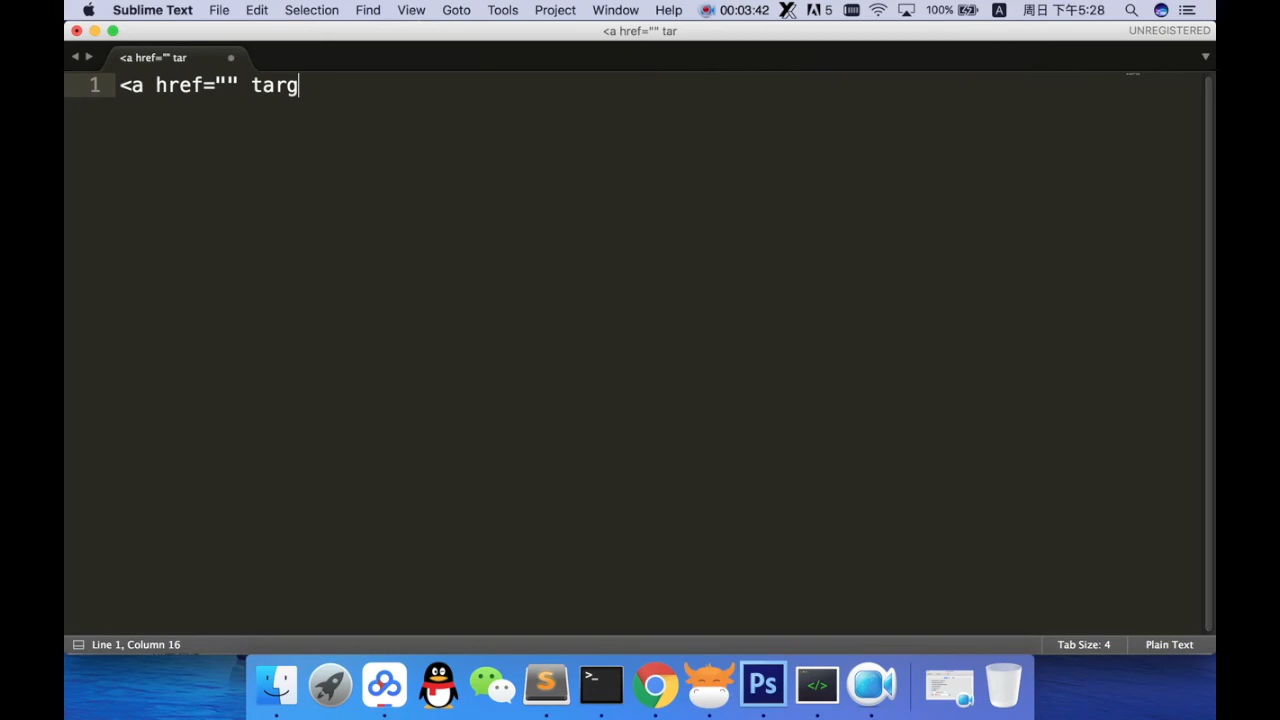 Sublime Text File Edit Selection Find View Goto Tools Project Window Help 00:03:42 5 100% A 周日 下午5:28
<a href="" tar UNREGISTERED
<a href="" tar
1 <a href="" targ
Line 1, Column 16 Tab Size: 4 Plain Text
S >_ Ps </>